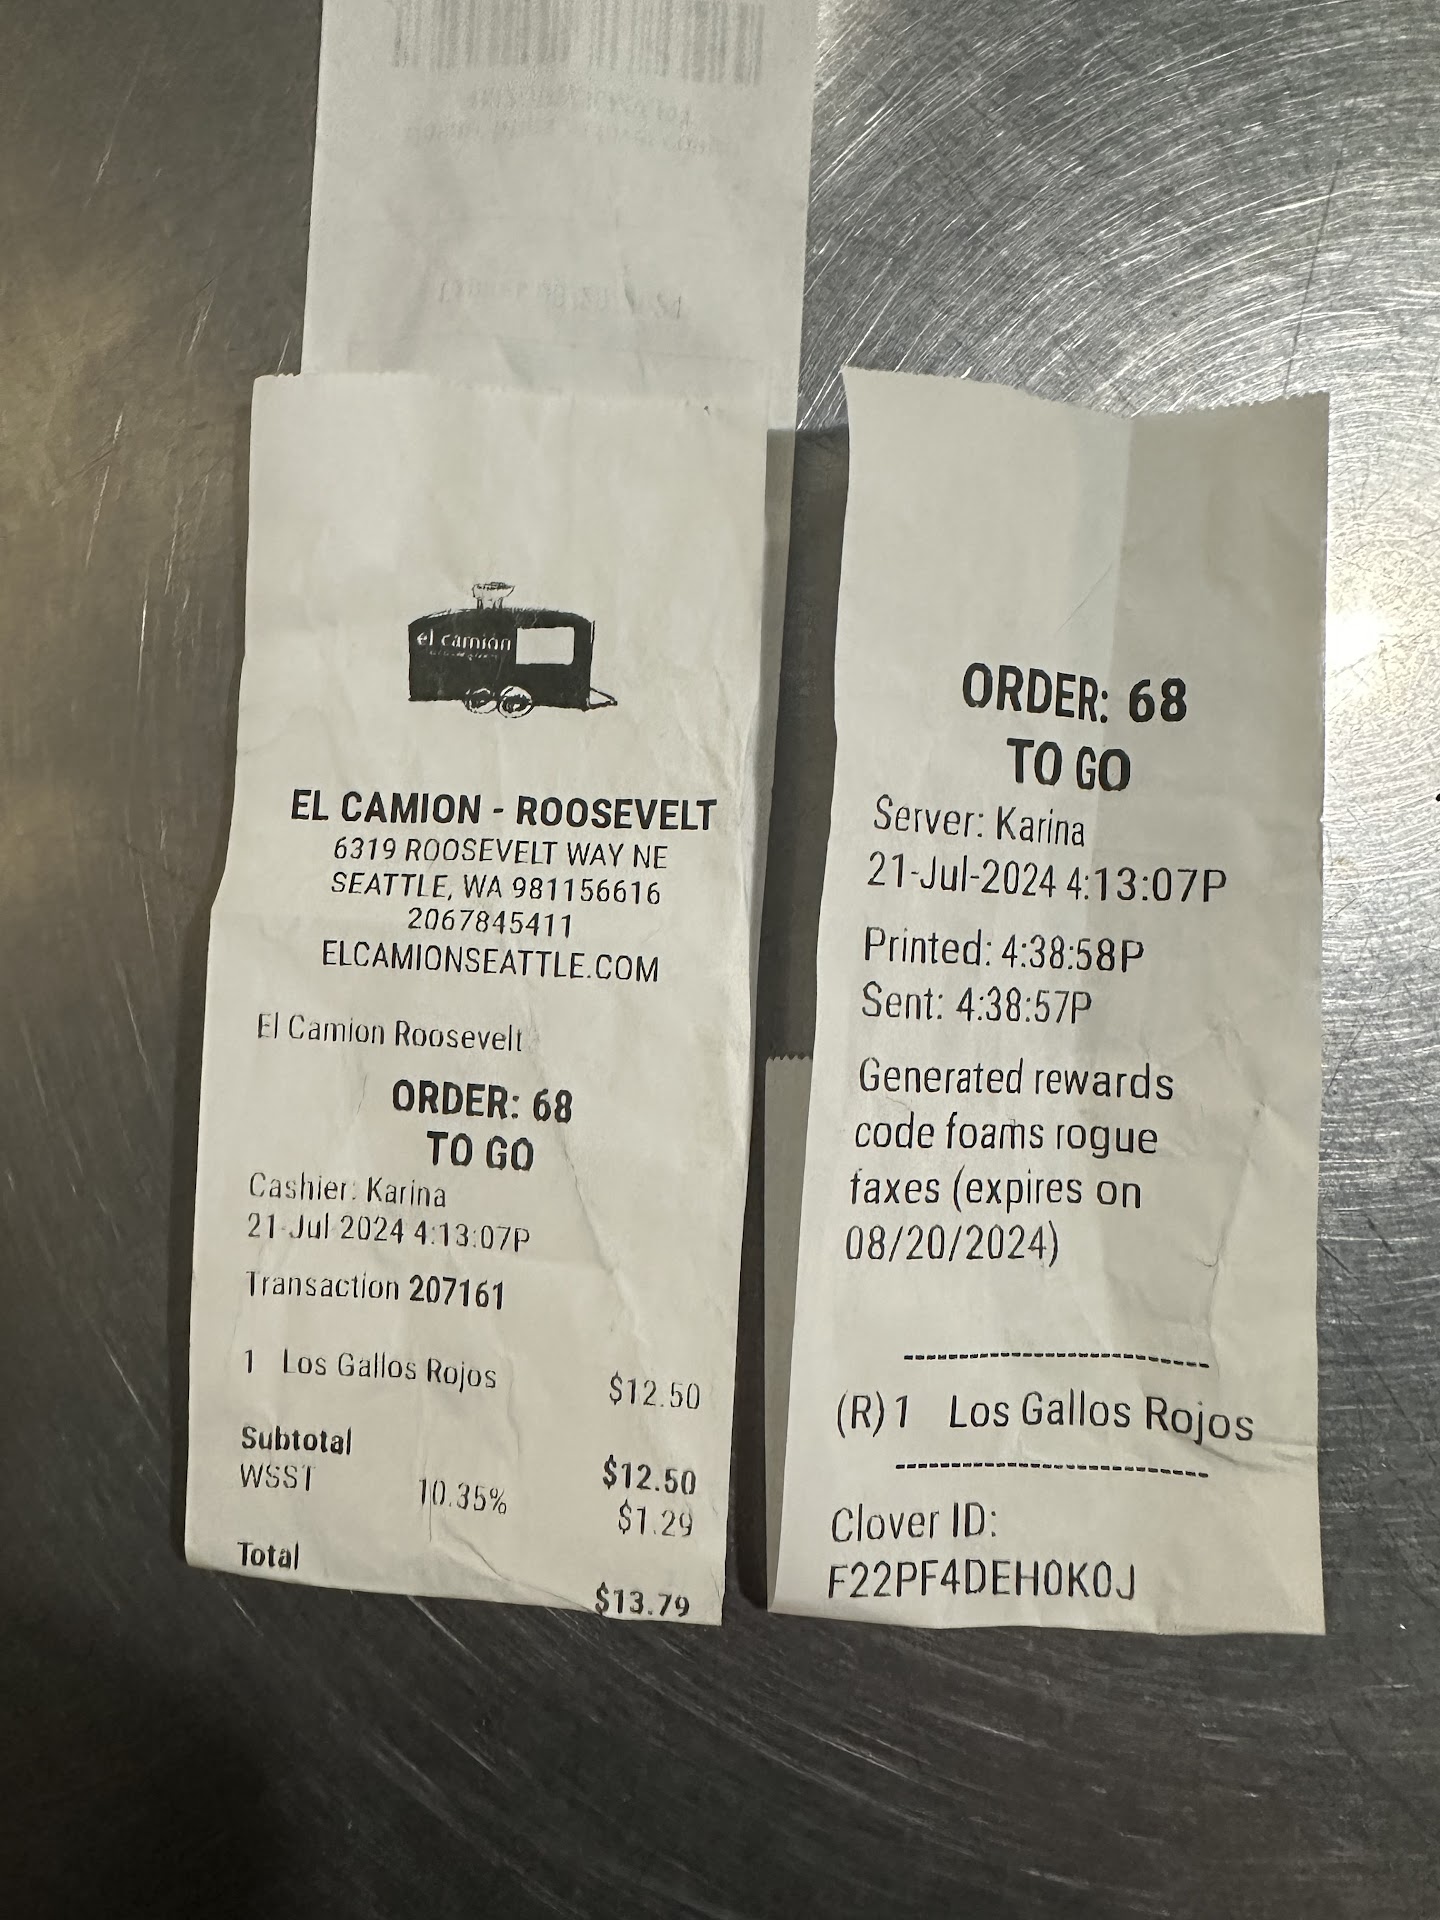 el camión
EL CAMION - ROOSEVELT
6319 ROOSEVELT WAY NE
SEATTLE, WA 981156616
2067845411
ELCAMIONSEATTLE.COM
El Camion Roosevelt
ORDER: 68
TO GO
Cashier: Karina
21-Jul-2024 4:13:07P
Transaction 207161
1 Los Gallos Rojos $12.50
Subtotal $12.50
WSST 10.35% $1.29
Total $13.79
ORDER: 68
TO GO
Server: Karina
21-Jul-2024 4:13:07P
Printed: 4:38:58P
Sent: 4:38:57P
Generated rewards
code foams rogue
faxes (expires on
08/20/2024)
(R) 1 Los Gallos Rojos
Clover ID:
F22PF4DEH0K0J